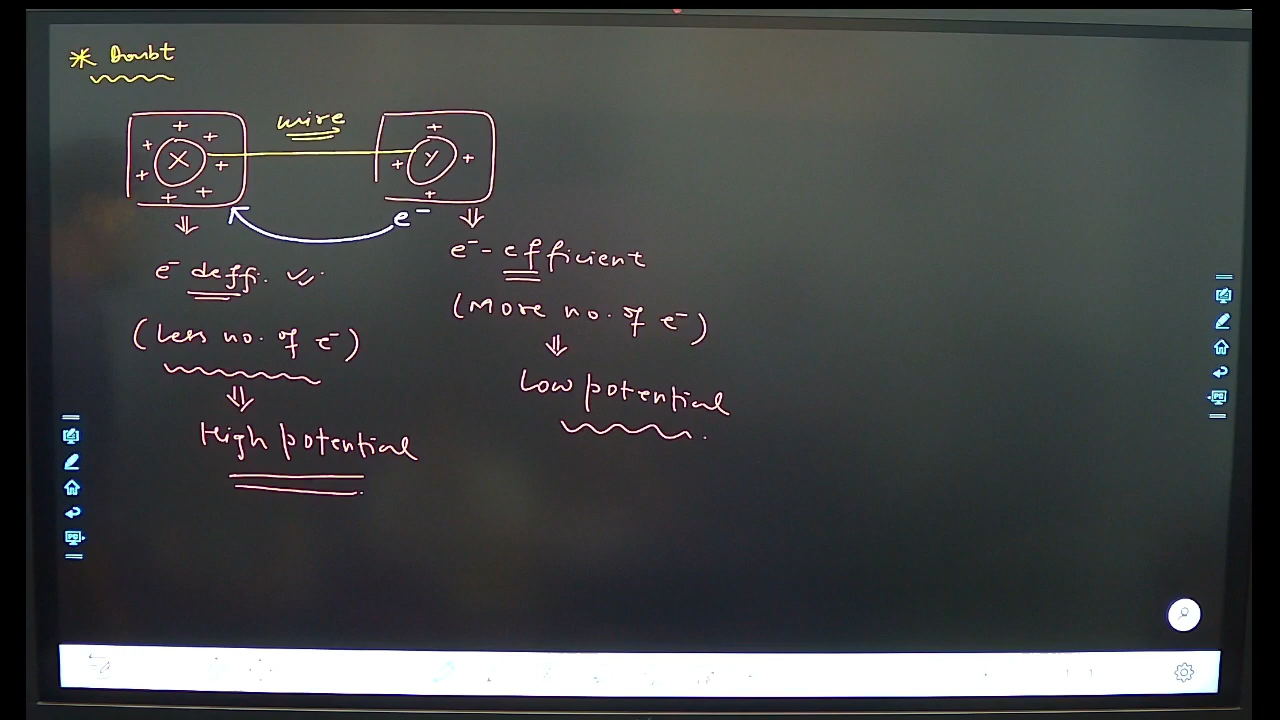 * Doubt
wire
+ + + + + + + +
X
+ + + +
Y
e⁻
e⁻ deffi.
(Less no. of e⁻)
⇓
High potential
e⁻- efficient
(More no. of e⁻)
⇓
Low potential